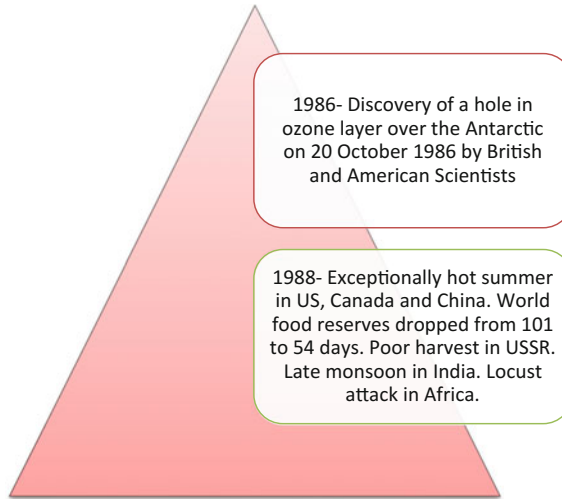 1986- Discovery of a hole in
ozone layer over the Antarctic
on 20 October 1986 by British
and American Scientists
1988- Exceptionally hot summer
in US, Canada and China. World
food reserves dropped from 101
to 54 days. Poor harvest in USSR.
Late monsoon in India. Locust
attack in Africa.